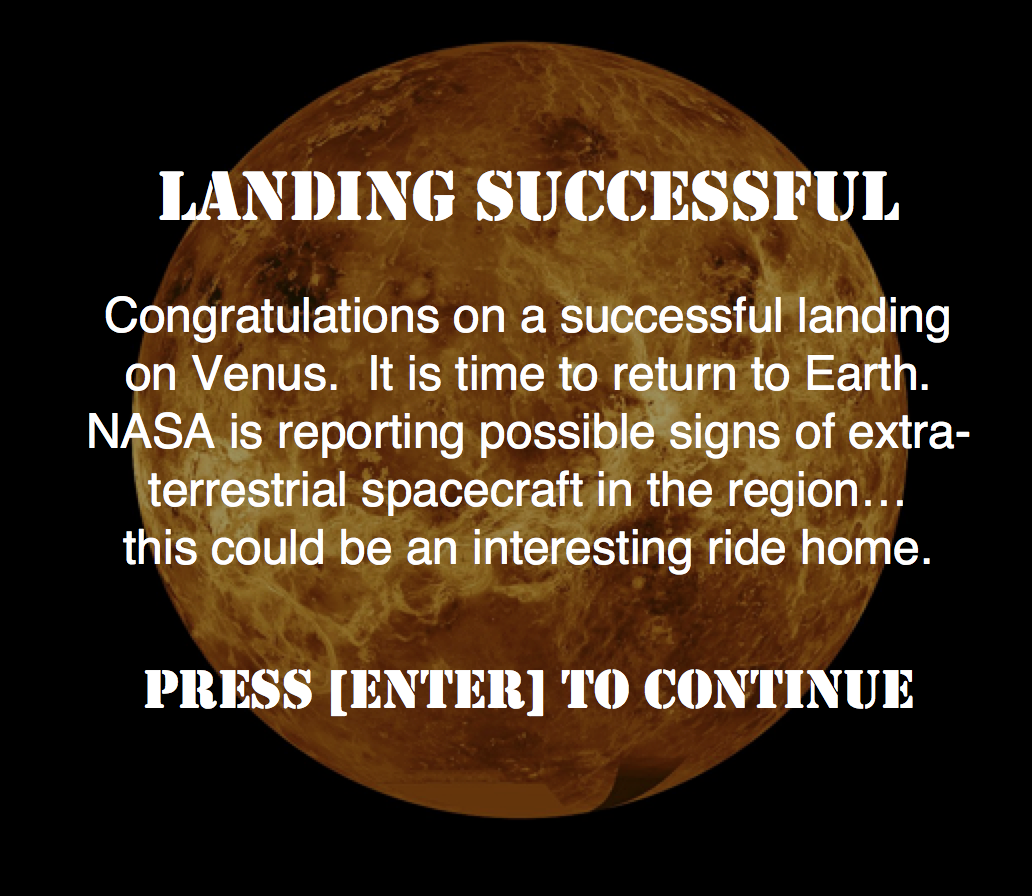 LANDING SUCCESSFUL
Congratulations on a successful landing
on Venus.  It is time to return to Earth.
NASA is reporting possible signs of extra-
terrestrial spacecraft in the region...
this could be an interesting ride home.
PRESS [ENTER] TO CONTINUE